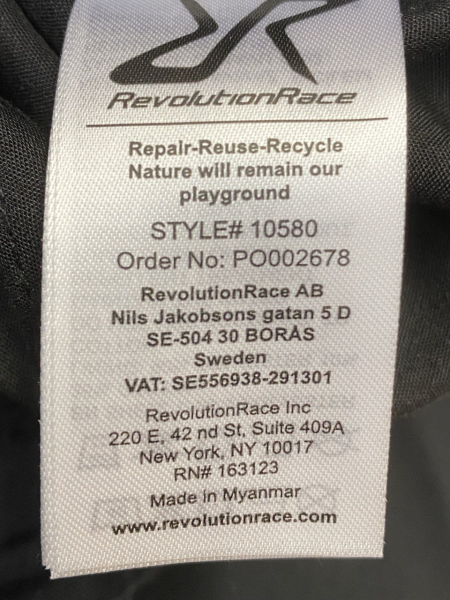 RevolutionRace
Repair-Reuse-Recycle
Nature will remain our
playground
STYLE# 10580
Order No: PO002678
RevolutionRace AB
Nils Jakobsons gatan 5 D
SE-504 30 BORÅS
Sweden
VAT: SE556938-291301
RevolutionRace Inc
220 E, 42 nd St, Suite 409A
New York, NY 10017
RN# 163123
Made in Myanmar
www.revolutionrace.com